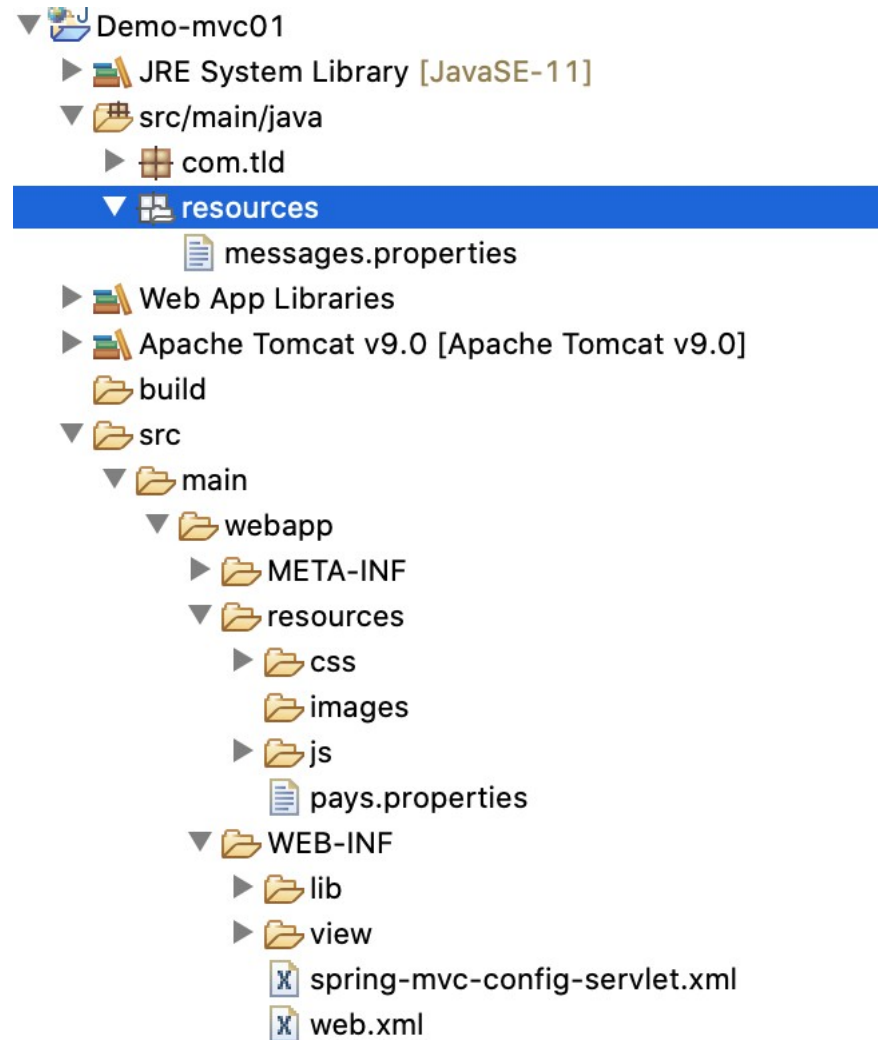 Demo-mvc01
JRE System Library [JavaSE-11]
src/main/java
com.tld
resources
messages.properties
Web App Libraries
Apache Tomcat v9.0 [Apache Tomcat v9.0]
build
src
main
webapp
META-INF
resources
css
images
js
pays.properties
WEB-INF
lib
view
spring-mvc-config-servlet.xml
web.xml